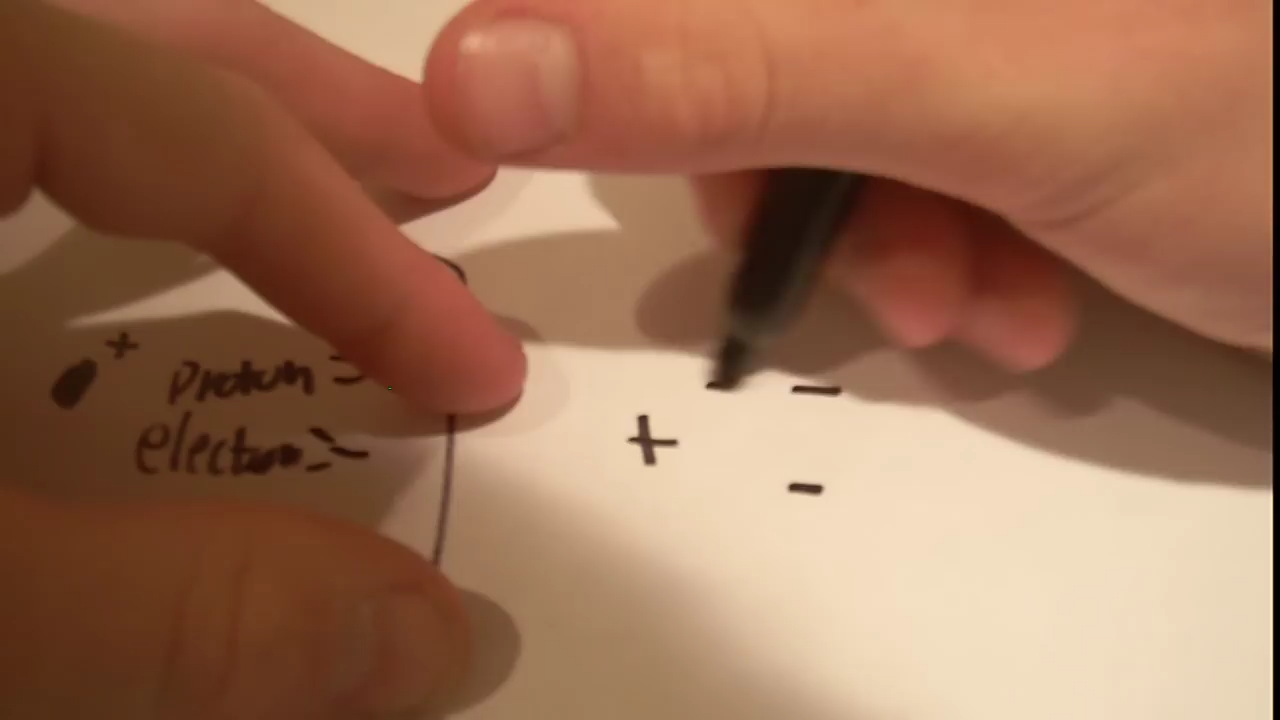 + Proton =
electron = -
- -
+
-